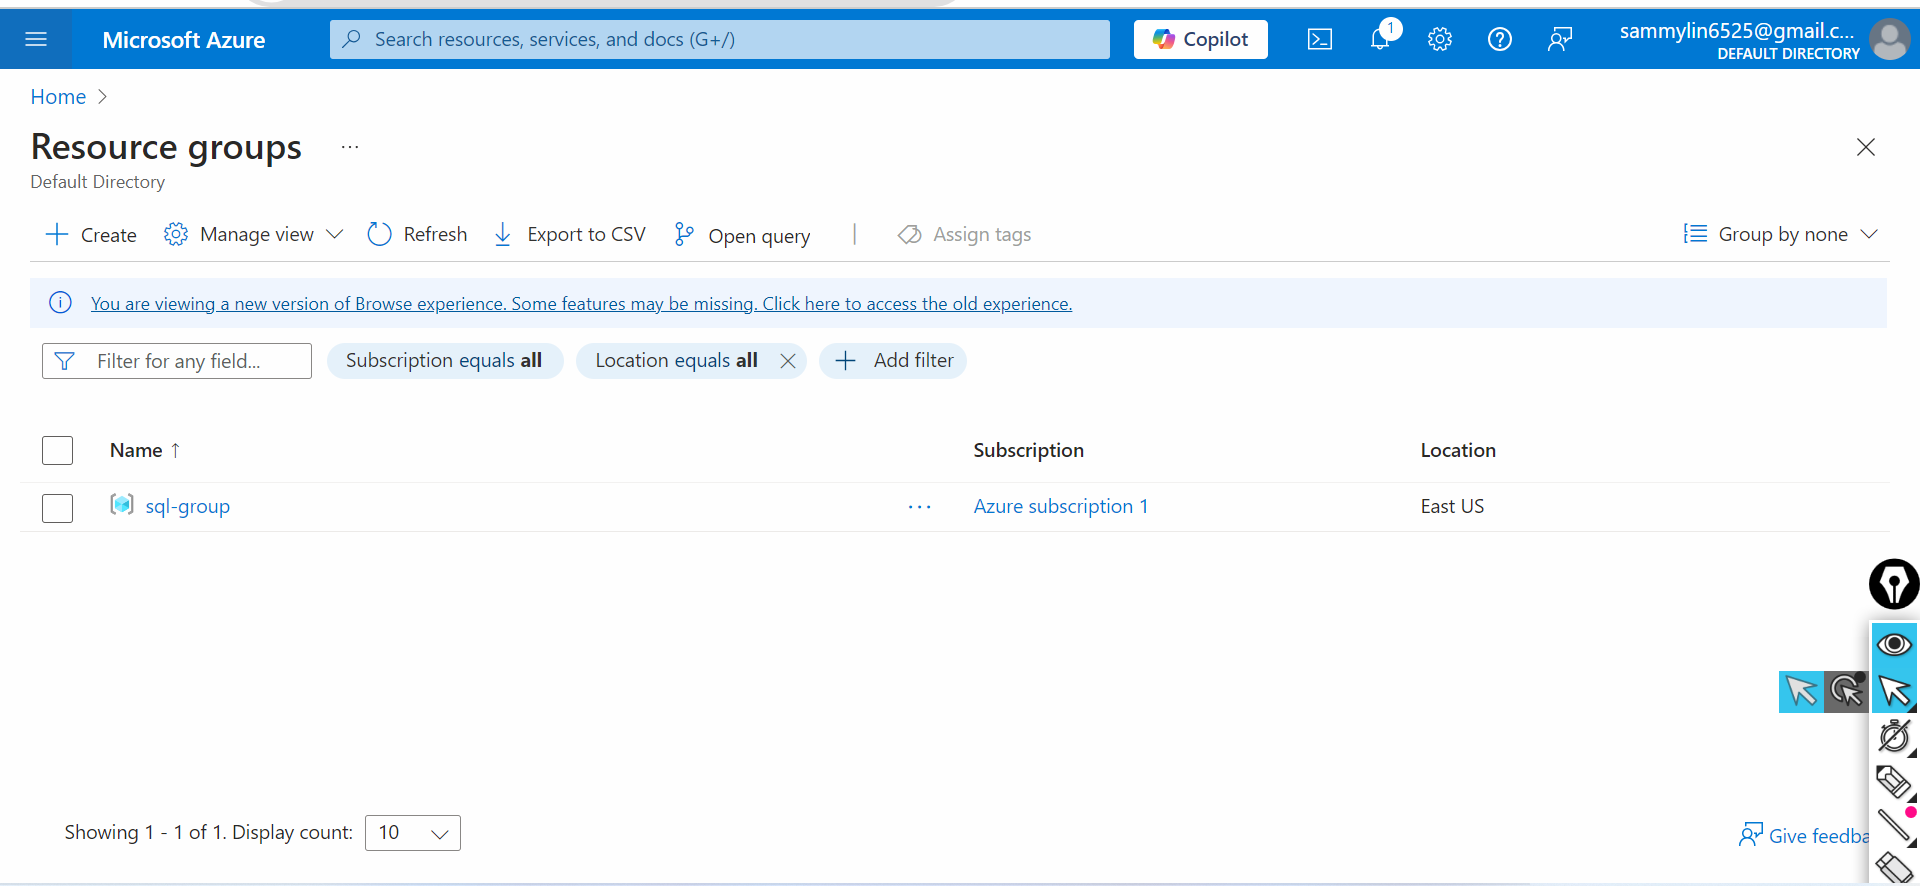 Microsoft Azure
Search resources, services, and docs (G+/)
Copilot
1
sammylin6525@gmail.c...
DEFAULT DIRECTORY
Home
Resource groups ...
Default Directory
Create Manage view Refresh Export to CSV Open query | Assign tags Group by none
You are viewing a new version of Browse experience. Some features may be missing. Click here to access the old experience.
Filter for any field... Subscription equals all Location equals all Add filter
Name ↑ Subscription Location
sql-group ... Azure subscription 1 East US
Showing 1 - 1 of 1. Display count: 10
Give feedba